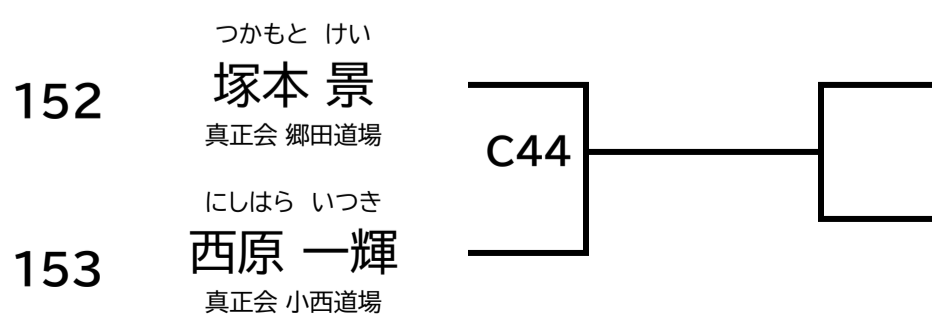 つかもと けい
152 塚本 景
真正会 郷田道場
C44
にしはら いつき
153 西原 一輝
真正会 小西道場